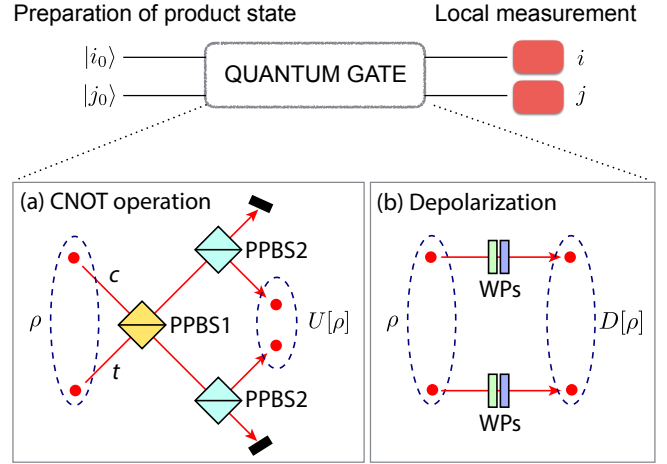 Preparation of product state
Local measurement
|i₀⟩
QUANTUM GATE
i
|j₀⟩
j
(a) CNOT operation
PPBS2
c
ρ
PPBS1
U[ρ]
t
PPBS2
(b) Depolarization
WPs
ρ
D[ρ]
WPs